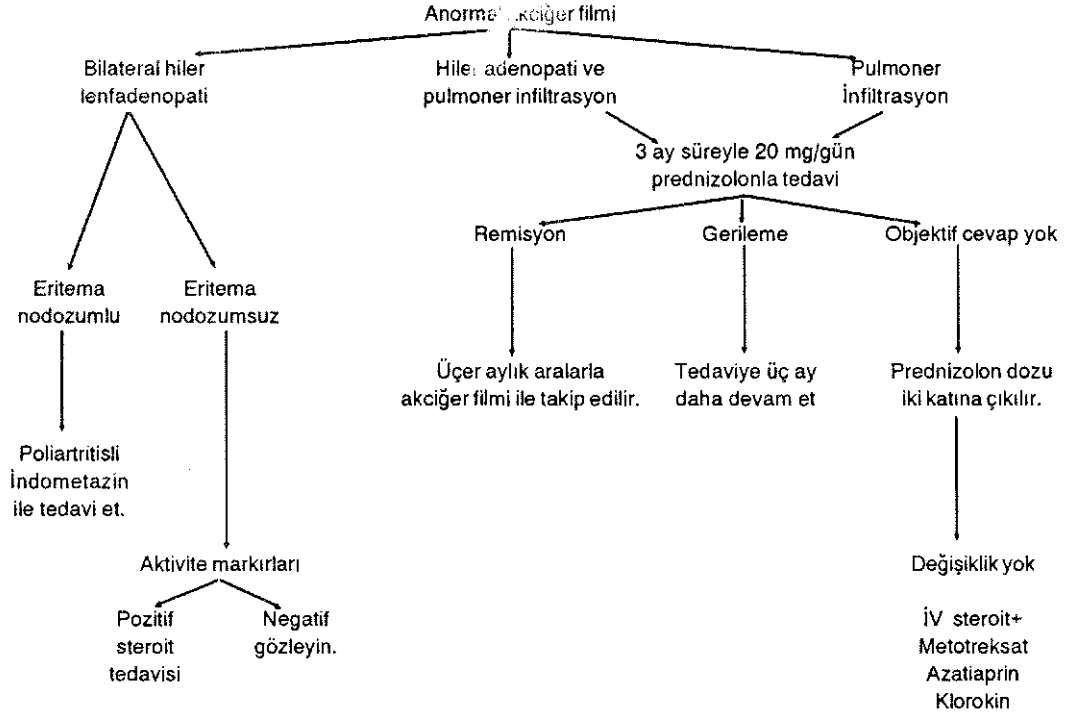 Anormal akciğer filmi
Bilateral hiler
lenfadenopati
Hiler adenopati ve
pulmoner infiltrasyon
Pulmoner
İnfiltrasyon
3 ay süreyle 20 mg/gün
prednizolonla tedavi
Remisyon
Gerileme
Objektif cevap yok
Eritema
nodozumlu
Eritema
nodozumsuz
Üçer aylık aralarla
akciğer filmi ile takip edilir.
Tedaviye üç ay
daha devam et
Prednizolon dozu
iki katına çıkılır.
Poliartritisli
İndometazin
ile tedavi et.
Aktivite markırları
Pozitif
steroit
tedavisi
Negatif
gözleyin.
Değişiklik yok
İV steroit+
Metotreksat
Azatiaprin
Klorokin